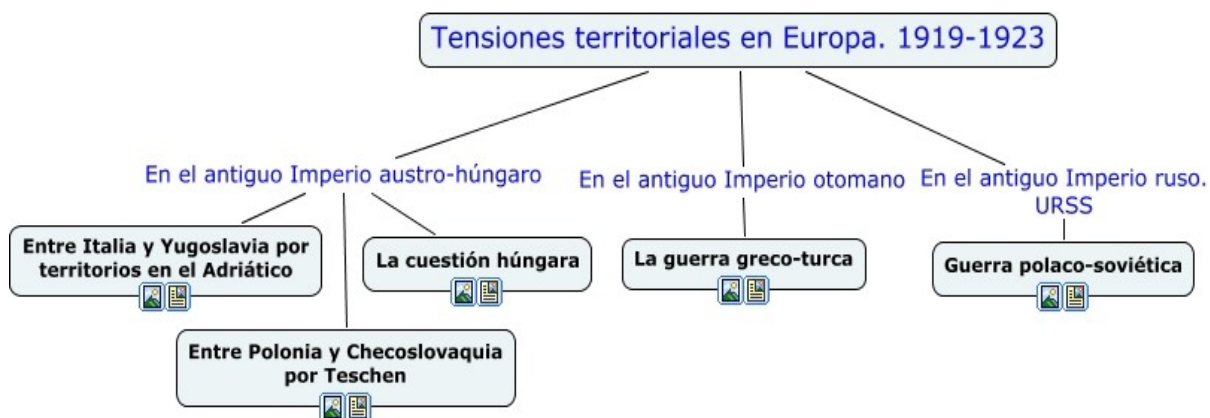 Tensiones territoriales en Europa. 1919-1923
En el antiguo Imperio austro-húngaro
En el antiguo Imperio otomano
En el antiguo Imperio ruso.
URSS
Entre Italia y Yugoslavia por
territorios en el Adriático
La cuestión húngara
La guerra greco-turca
Guerra polaco-soviética
Entre Polonia y Checoslovaquia
por Teschen